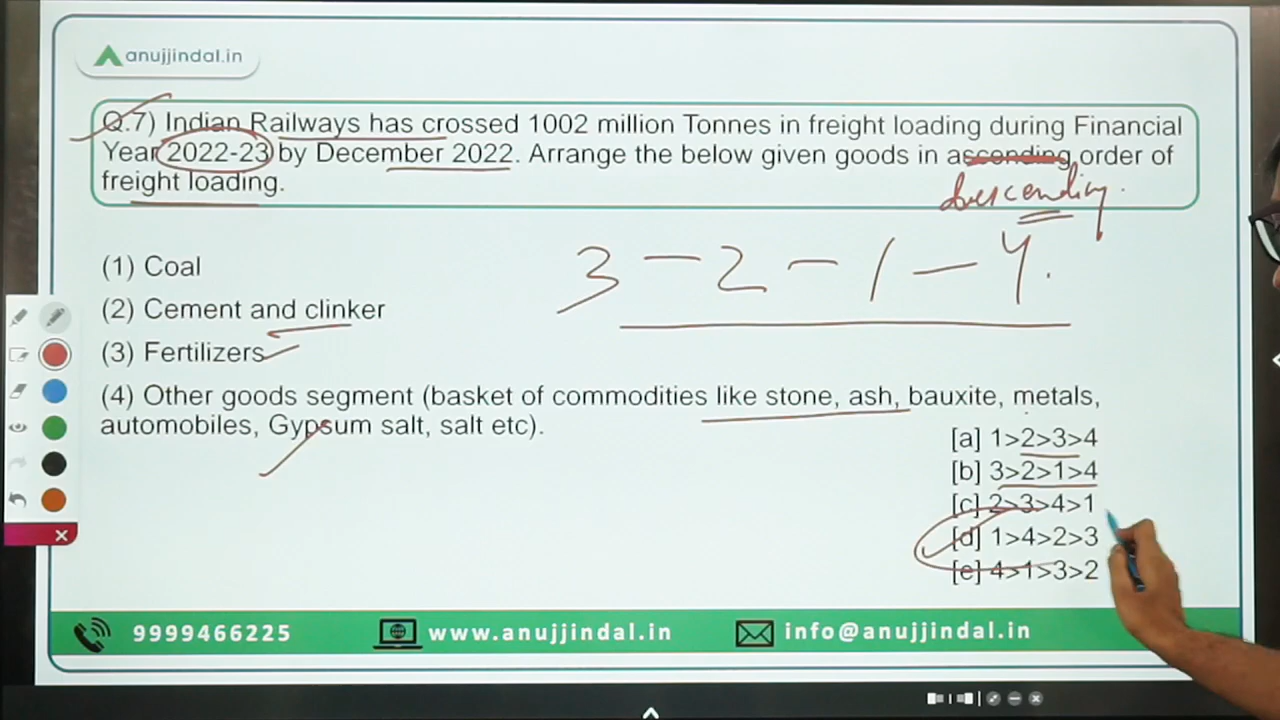 anujjindal.in
Q.7) Indian Railways has crossed 1002 million Tonnes in freight loading during Financial
Year 2022-23 by December 2022. Arrange the below given goods in ascending order of
freight loading.
descending.
3 - 2 - 1 - 4.
(1) Coal
(2) Cement and clinker
(3) Fertilizers
(4) Other goods segment (basket of commodities like stone, ash, bauxite, metals,
automobiles, Gypsum salt, salt etc).
[a] 1>2>3>4
[b] 3>2>1>4
[c] 2>3>4>1
[d] 1>4>2>3
[e] 4>1>3>2
9999466225
www.anujjindal.in
info@anujjindal.in